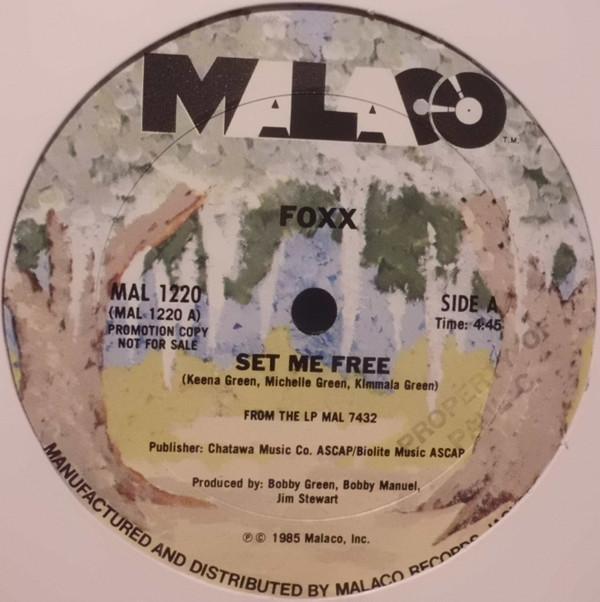 MALACO
T.M.
FOXX
MAL 1220
(MAL 1220 A)
PROMOTION COPY
NOT FOR SALE
SIDE A
Time: 4:45
SET ME FREE
(Keena Green, Michelle Green, Kimmala Green)
FROM THE LP MAL 7432
PROPERTY OF
Publisher: Chatawa Music Co. ASCAP/Biolite Music ASCAP
Produced by: Bobby Green, Bobby Manuel,
Jim Stewart
℗© 1985 Malaco, Inc.
MANUFACTURED AND DISTRIBUTED BY MALACO RECORDS,